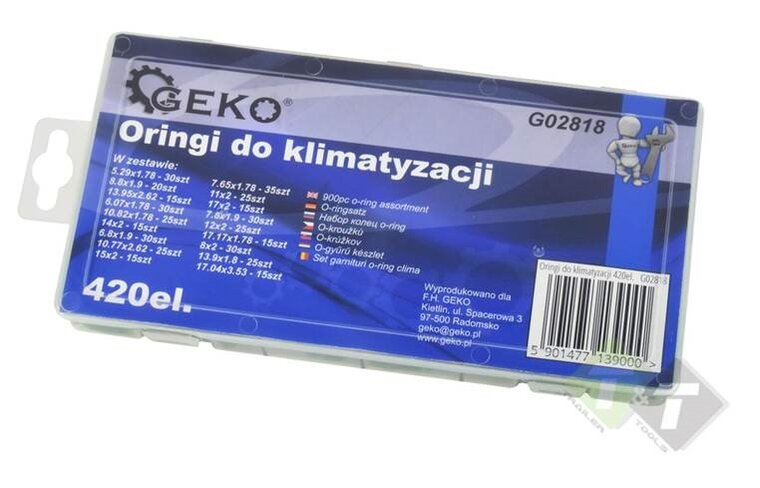 GEKO®
G02818
Oringi do klimatyzacji
W zestawie:
5.29x1.78 - 30szt
8.8x1.9 - 20szt
13.95x2.62 - 15szt
6.07x1.78 - 30szt
10.82x1.78 - 25szt
14x2 - 15szt
6.8x1.9 - 30szt
10.77x2.62 - 25szt
15x2 - 15szt
7.65x1.78 - 35szt
11x2 - 25szt
17x2 - 15szt
7.6x1.9 - 30szt
12x2 - 25szt
17.17x1.78 - 15szt
8x2 - 30szt
13.9x1.8 - 25szt
17.04x3.53 - 15szt
900pc o-ring assortment
O-ringsatz
Набор конец o-ring
O-kroužků
O-krúžkov
O-gyűrű készlet
Set garnituri o-ring clima
420el.
Wyprodukowano dla
F.H. GEKO
Kietlin, ul. Spacerowa 3
97-500 Radomsko
geko@geko.pl
www.geko.pl
Oringi do klimatyzacji 420el. G02818
5 901477 139000 >
T&T
TRAILER
TOOLS